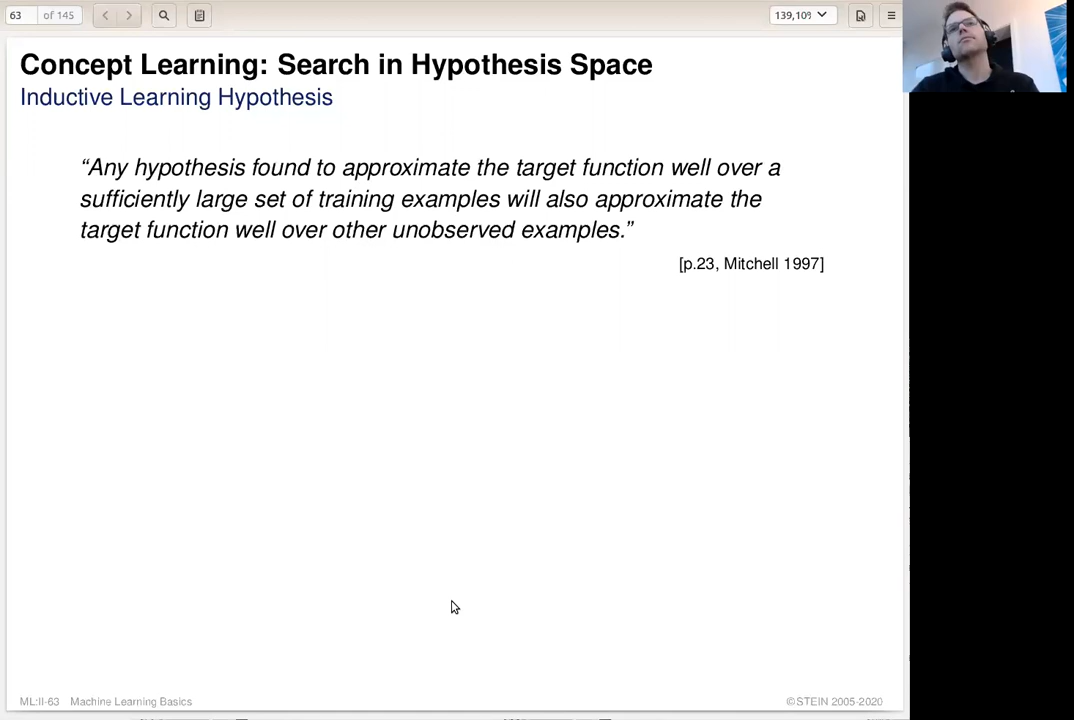 63 of 145 139,10%
Concept Learning: Search in Hypothesis Space
Inductive Learning Hypothesis
“Any hypothesis found to approximate the target function well over a
sufficiently large set of training examples will also approximate the
target function well over other unobserved examples.”
[p.23, Mitchell 1997]
ML:II-63 Machine Learning Basics ©STEIN 2005-2020